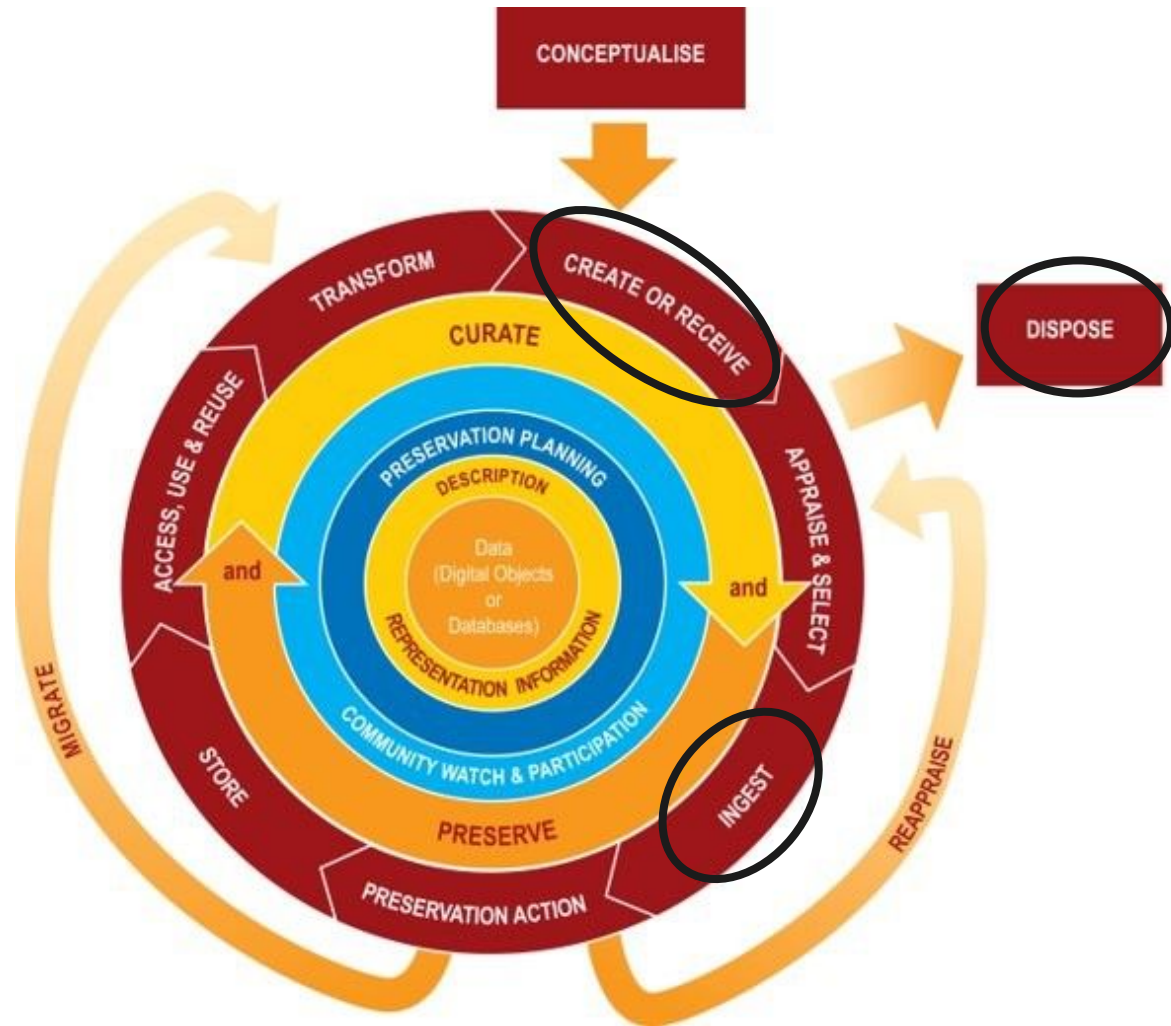 CONCEPTUALISE
TRANSFORM
CREATE OR RECEIVE
DISPOSE
CURATE
ACCESS, USE & REUSE
PRESERVATION PLANNING
DESCRIPTION
APPRAISE & SELECT
Data
(Digital Objects
or
Databases)
and
and
REPRESENTATION INFORMATION
COMMUNITY WATCH & PARTICIPATION
MIGRATE
STORE
INGEST
REAPPRAISE
PRESERVE
PRESERVATION ACTION